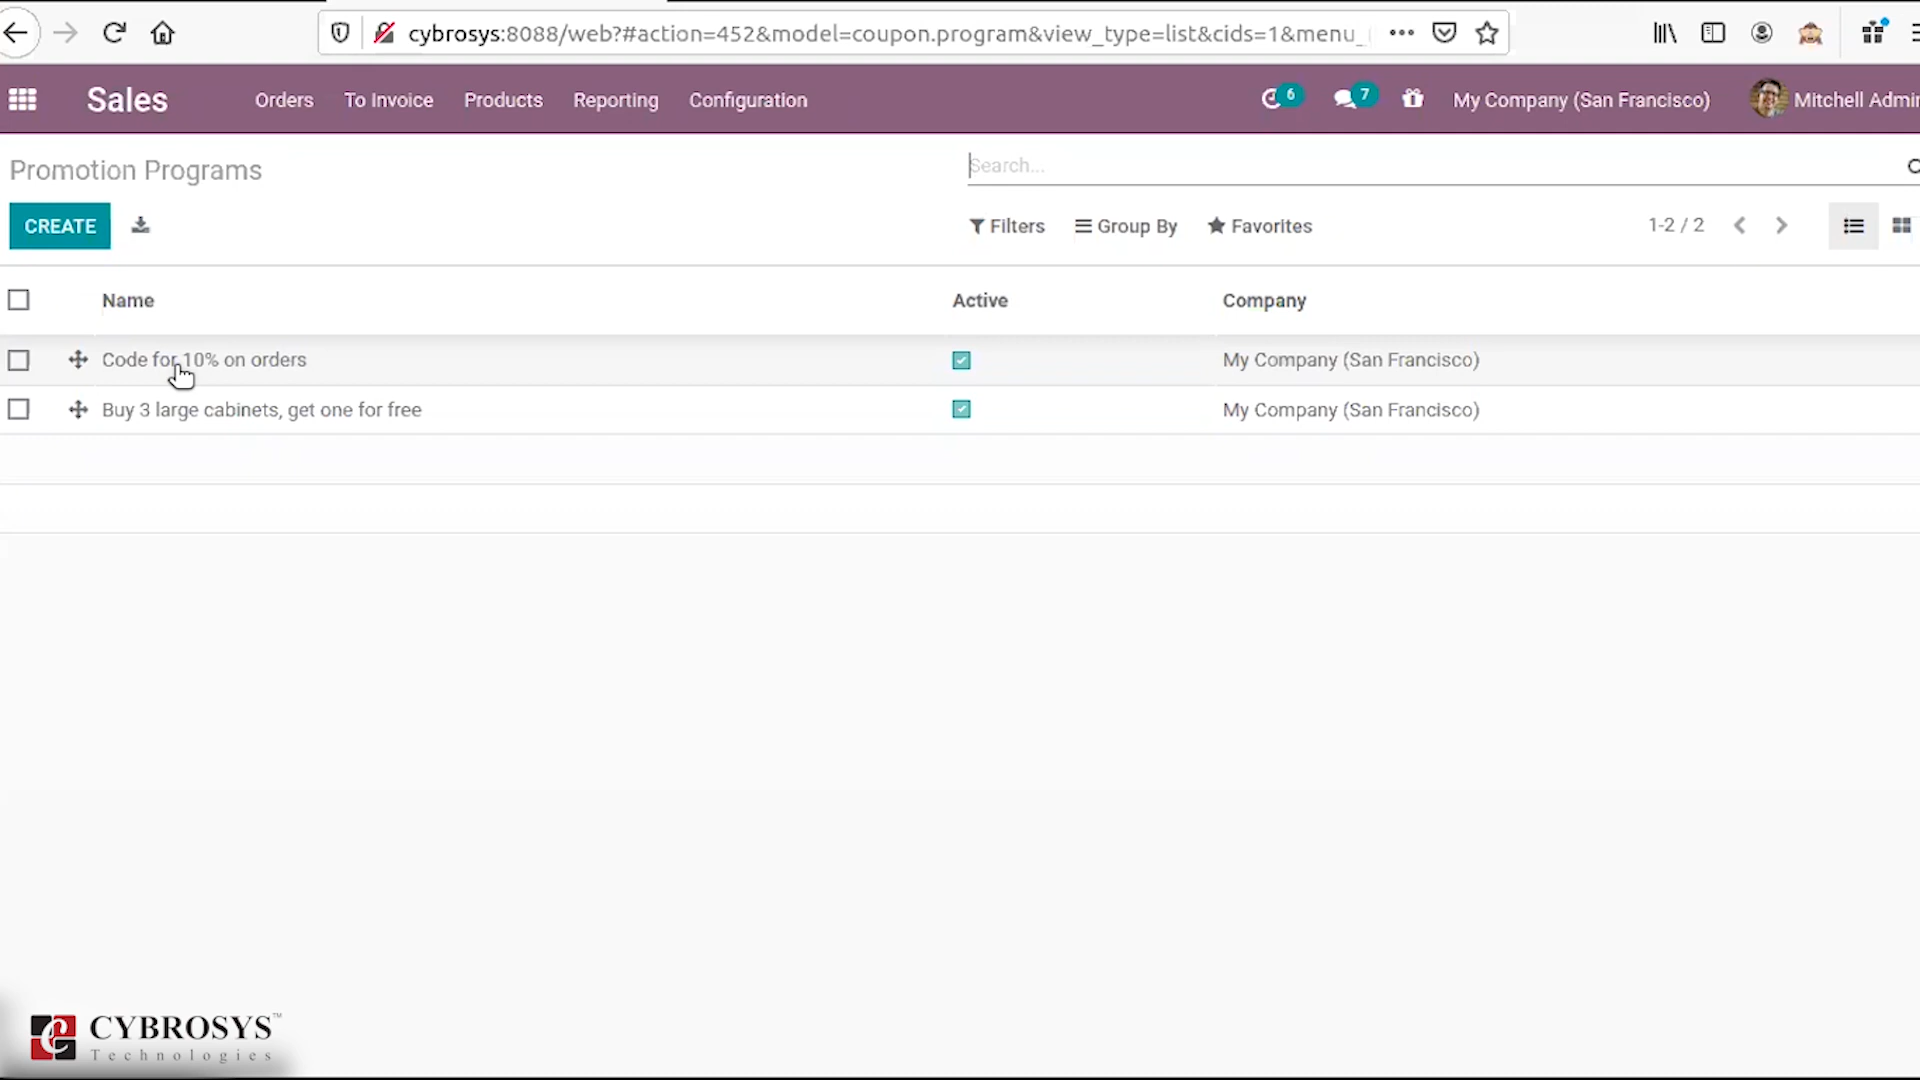 cybrosys:8088/web?#action=452&model=coupon.program&view_type=list&cids=1&menu_
Sales Orders To Invoice Products Reporting Configuration 6 7 My Company (San Francisco) Mitchell Admin
Promotion Programs Search...
CREATE Filters Group By Favorites 1-2 / 2
Name Active Company
Code for 10% on orders My Company (San Francisco)
Buy 3 large cabinets, get one for free My Company (San Francisco)
CYBROSYS™
Technologies